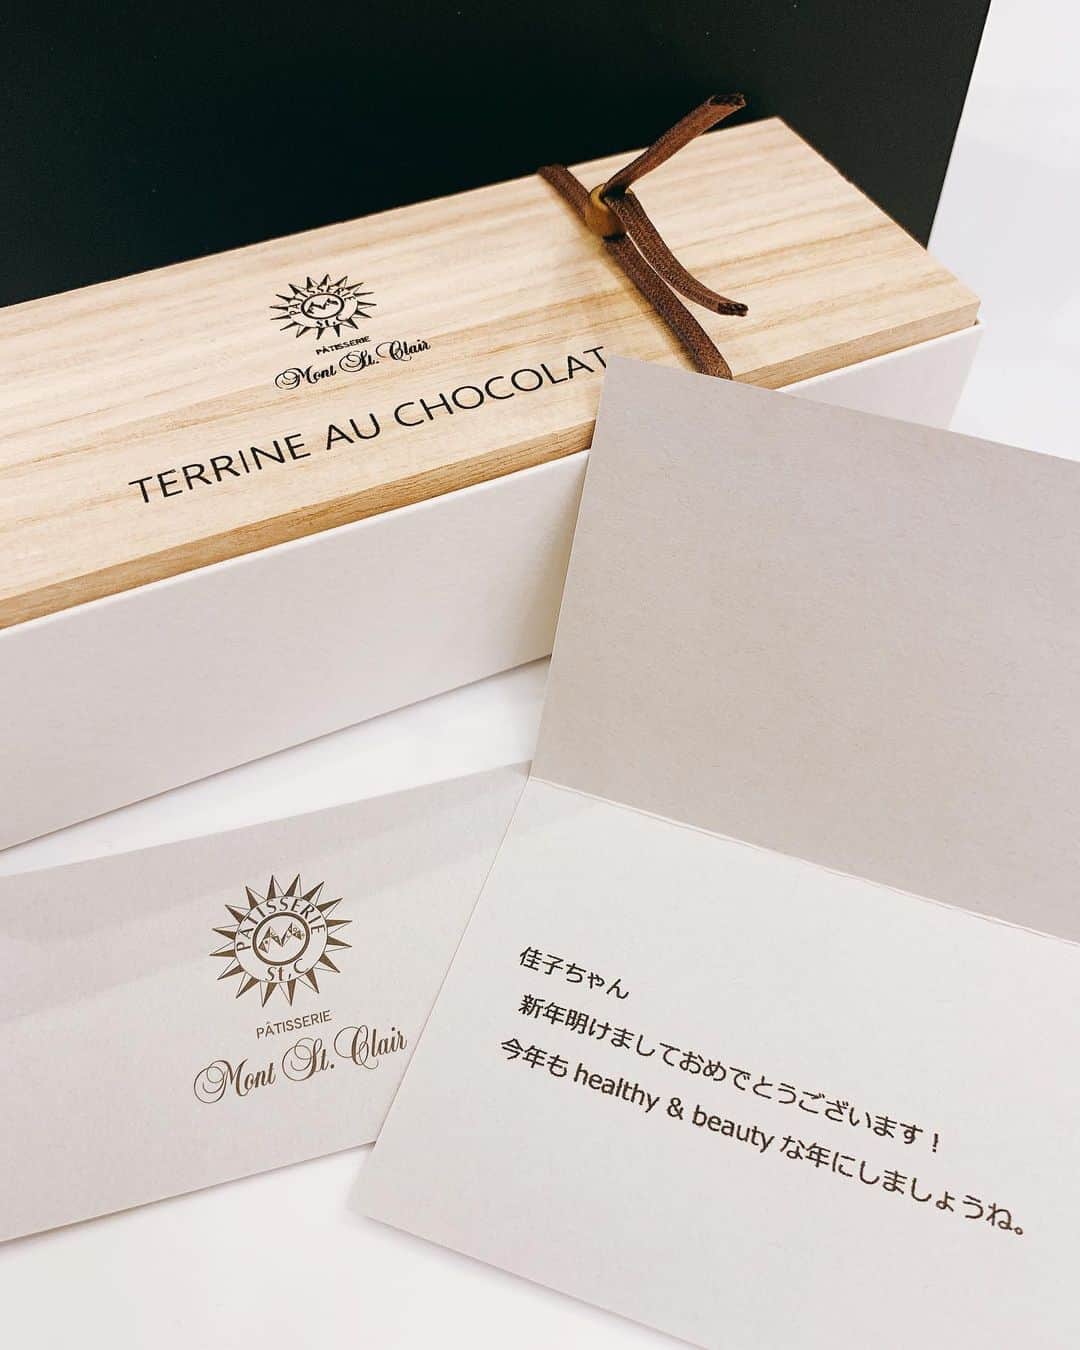 PATISSERIE
St, C
PÂTISSERIE
Mont St. Clair
TERRINE AU CHOCOLAT
PATISSERIE
St, C
PÂTISSERIE
Mont St. Clair
佳子ちゃん
新年明けましておめでとうございます！
今年も healthy & beauty な年にしましょうね。